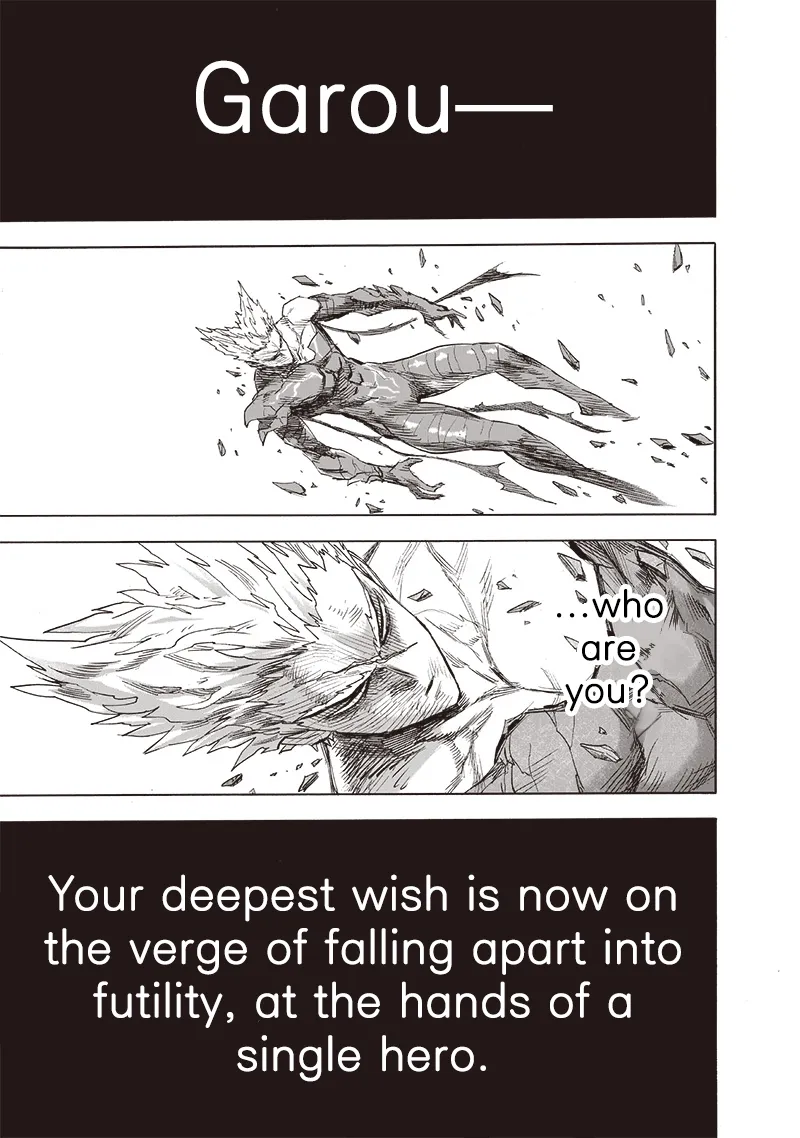 Garou—
...who
are
you?
Your deepest wish is now on
the verge of falling apart into
futility, at the hands of a
single hero.